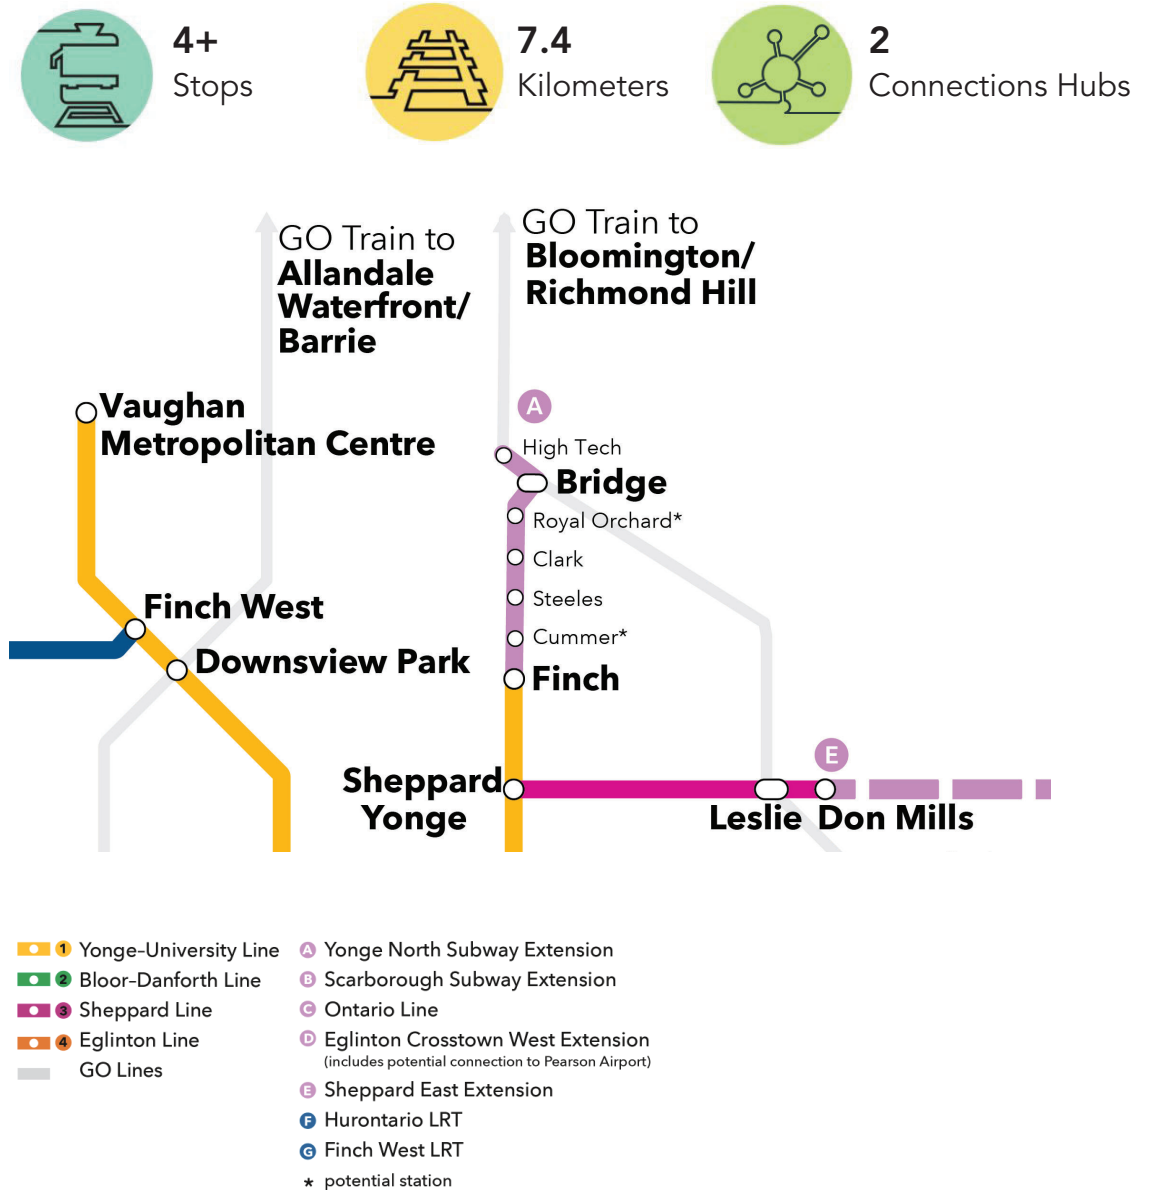 4+
Stops
7.4
Kilometers
2
Connections Hubs
GO Train to
Allandale
Waterfront/
Barrie
GO Train to
Bloomington/
Richmond Hill
Vaughan
Metropolitan Centre
A
High Tech
Bridge
Royal Orchard*
Clark
Steeles
Cummer*
Finch
Finch West
Downsview Park
Sheppard
Yonge
E
Leslie
Don Mills
1 Yonge–University Line
2 Bloor–Danforth Line
3 Sheppard Line
4 Eglinton Line
GO Lines
A Yonge North Subway Extension
B Scarborough Subway Extension
C Ontario Line
D Eglinton Crosstown West Extension
(includes potential connection to Pearson Airport)
E Sheppard East Extension
F Hurontario LRT
G Finch West LRT
* potential station